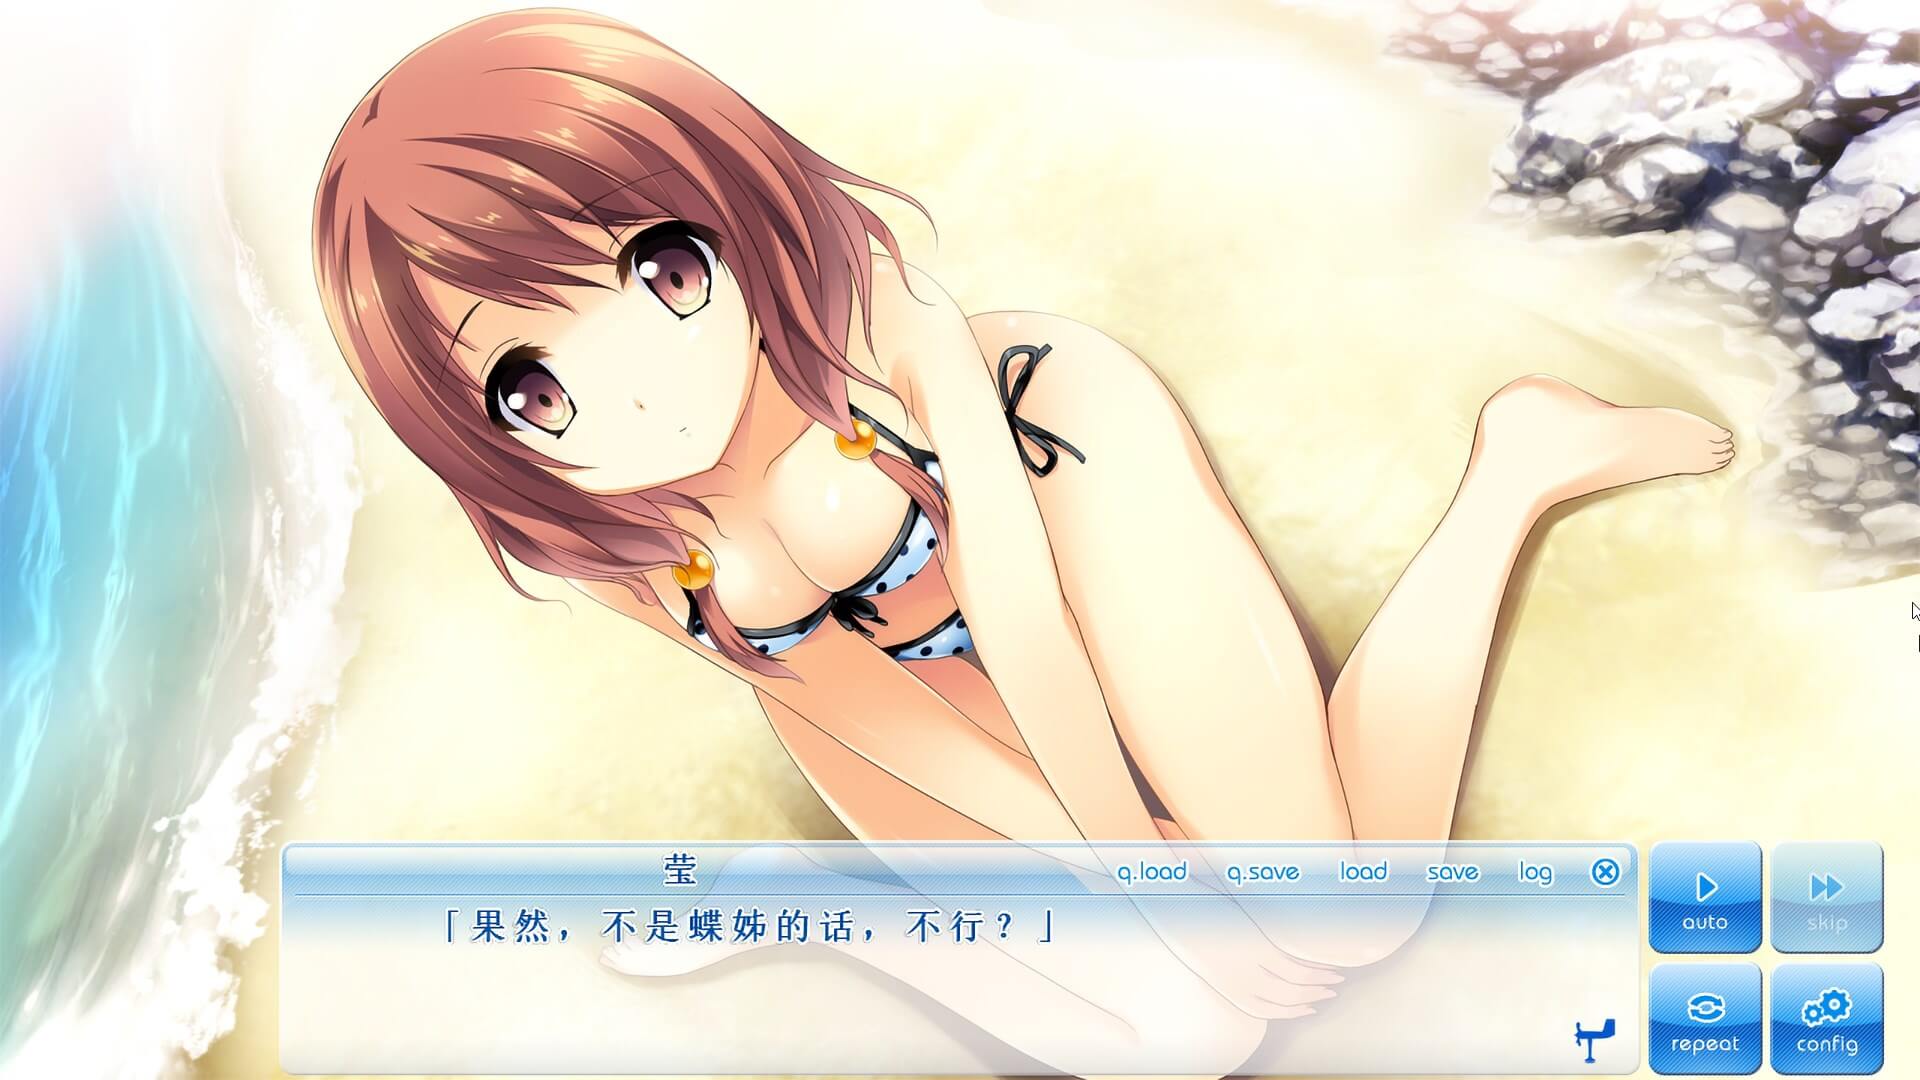 莹
q.load q.save load save log
「果然，不是蝶姊的话，不行？」
auto
skip
repeat
config